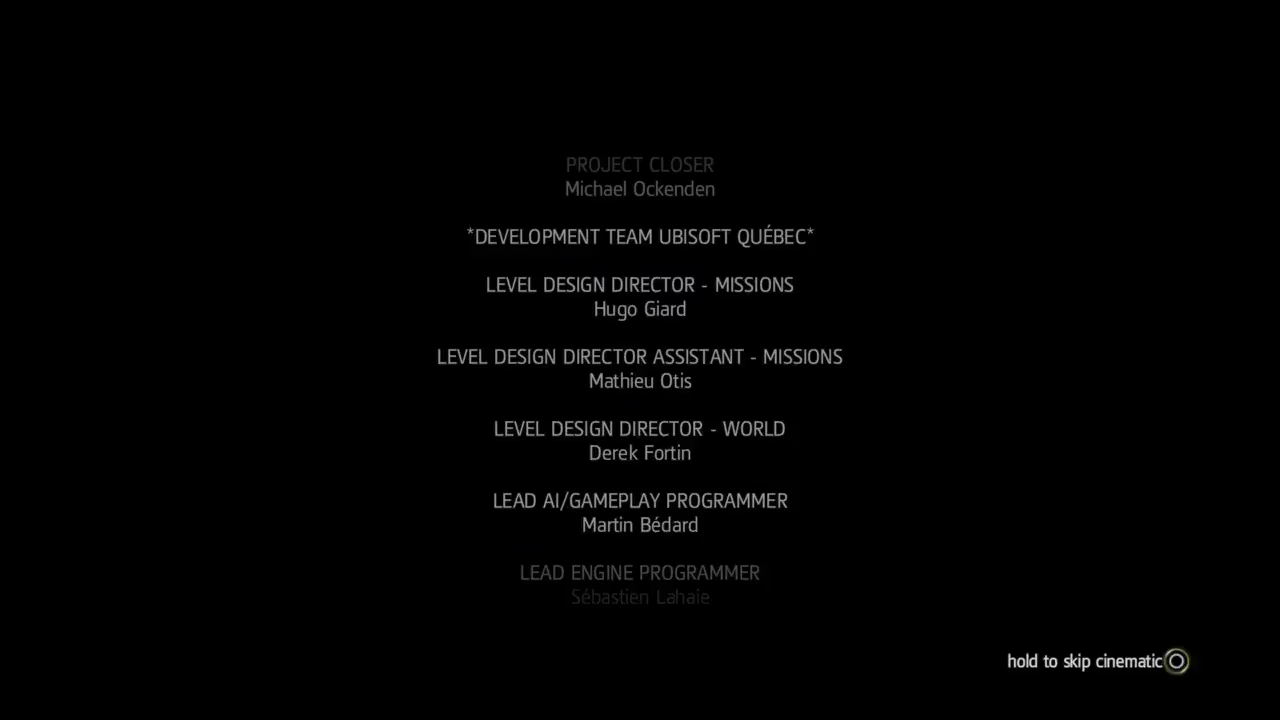 PROJECT CLOSER
Michael Ockenden
*DEVELOPMENT TEAM UBISOFT QUÉBEC*
LEVEL DESIGN DIRECTOR - MISSIONS
Hugo Giard
LEVEL DESIGN DIRECTOR ASSISTANT - MISSIONS
Mathieu Otis
LEVEL DESIGN DIRECTOR - WORLD
Derek Fortin
LEAD AI/GAMEPLAY PROGRAMMER
Martin Bédard
LEAD ENGINE PROGRAMMER
Sébastien Lahaie
hold to skip cinematic